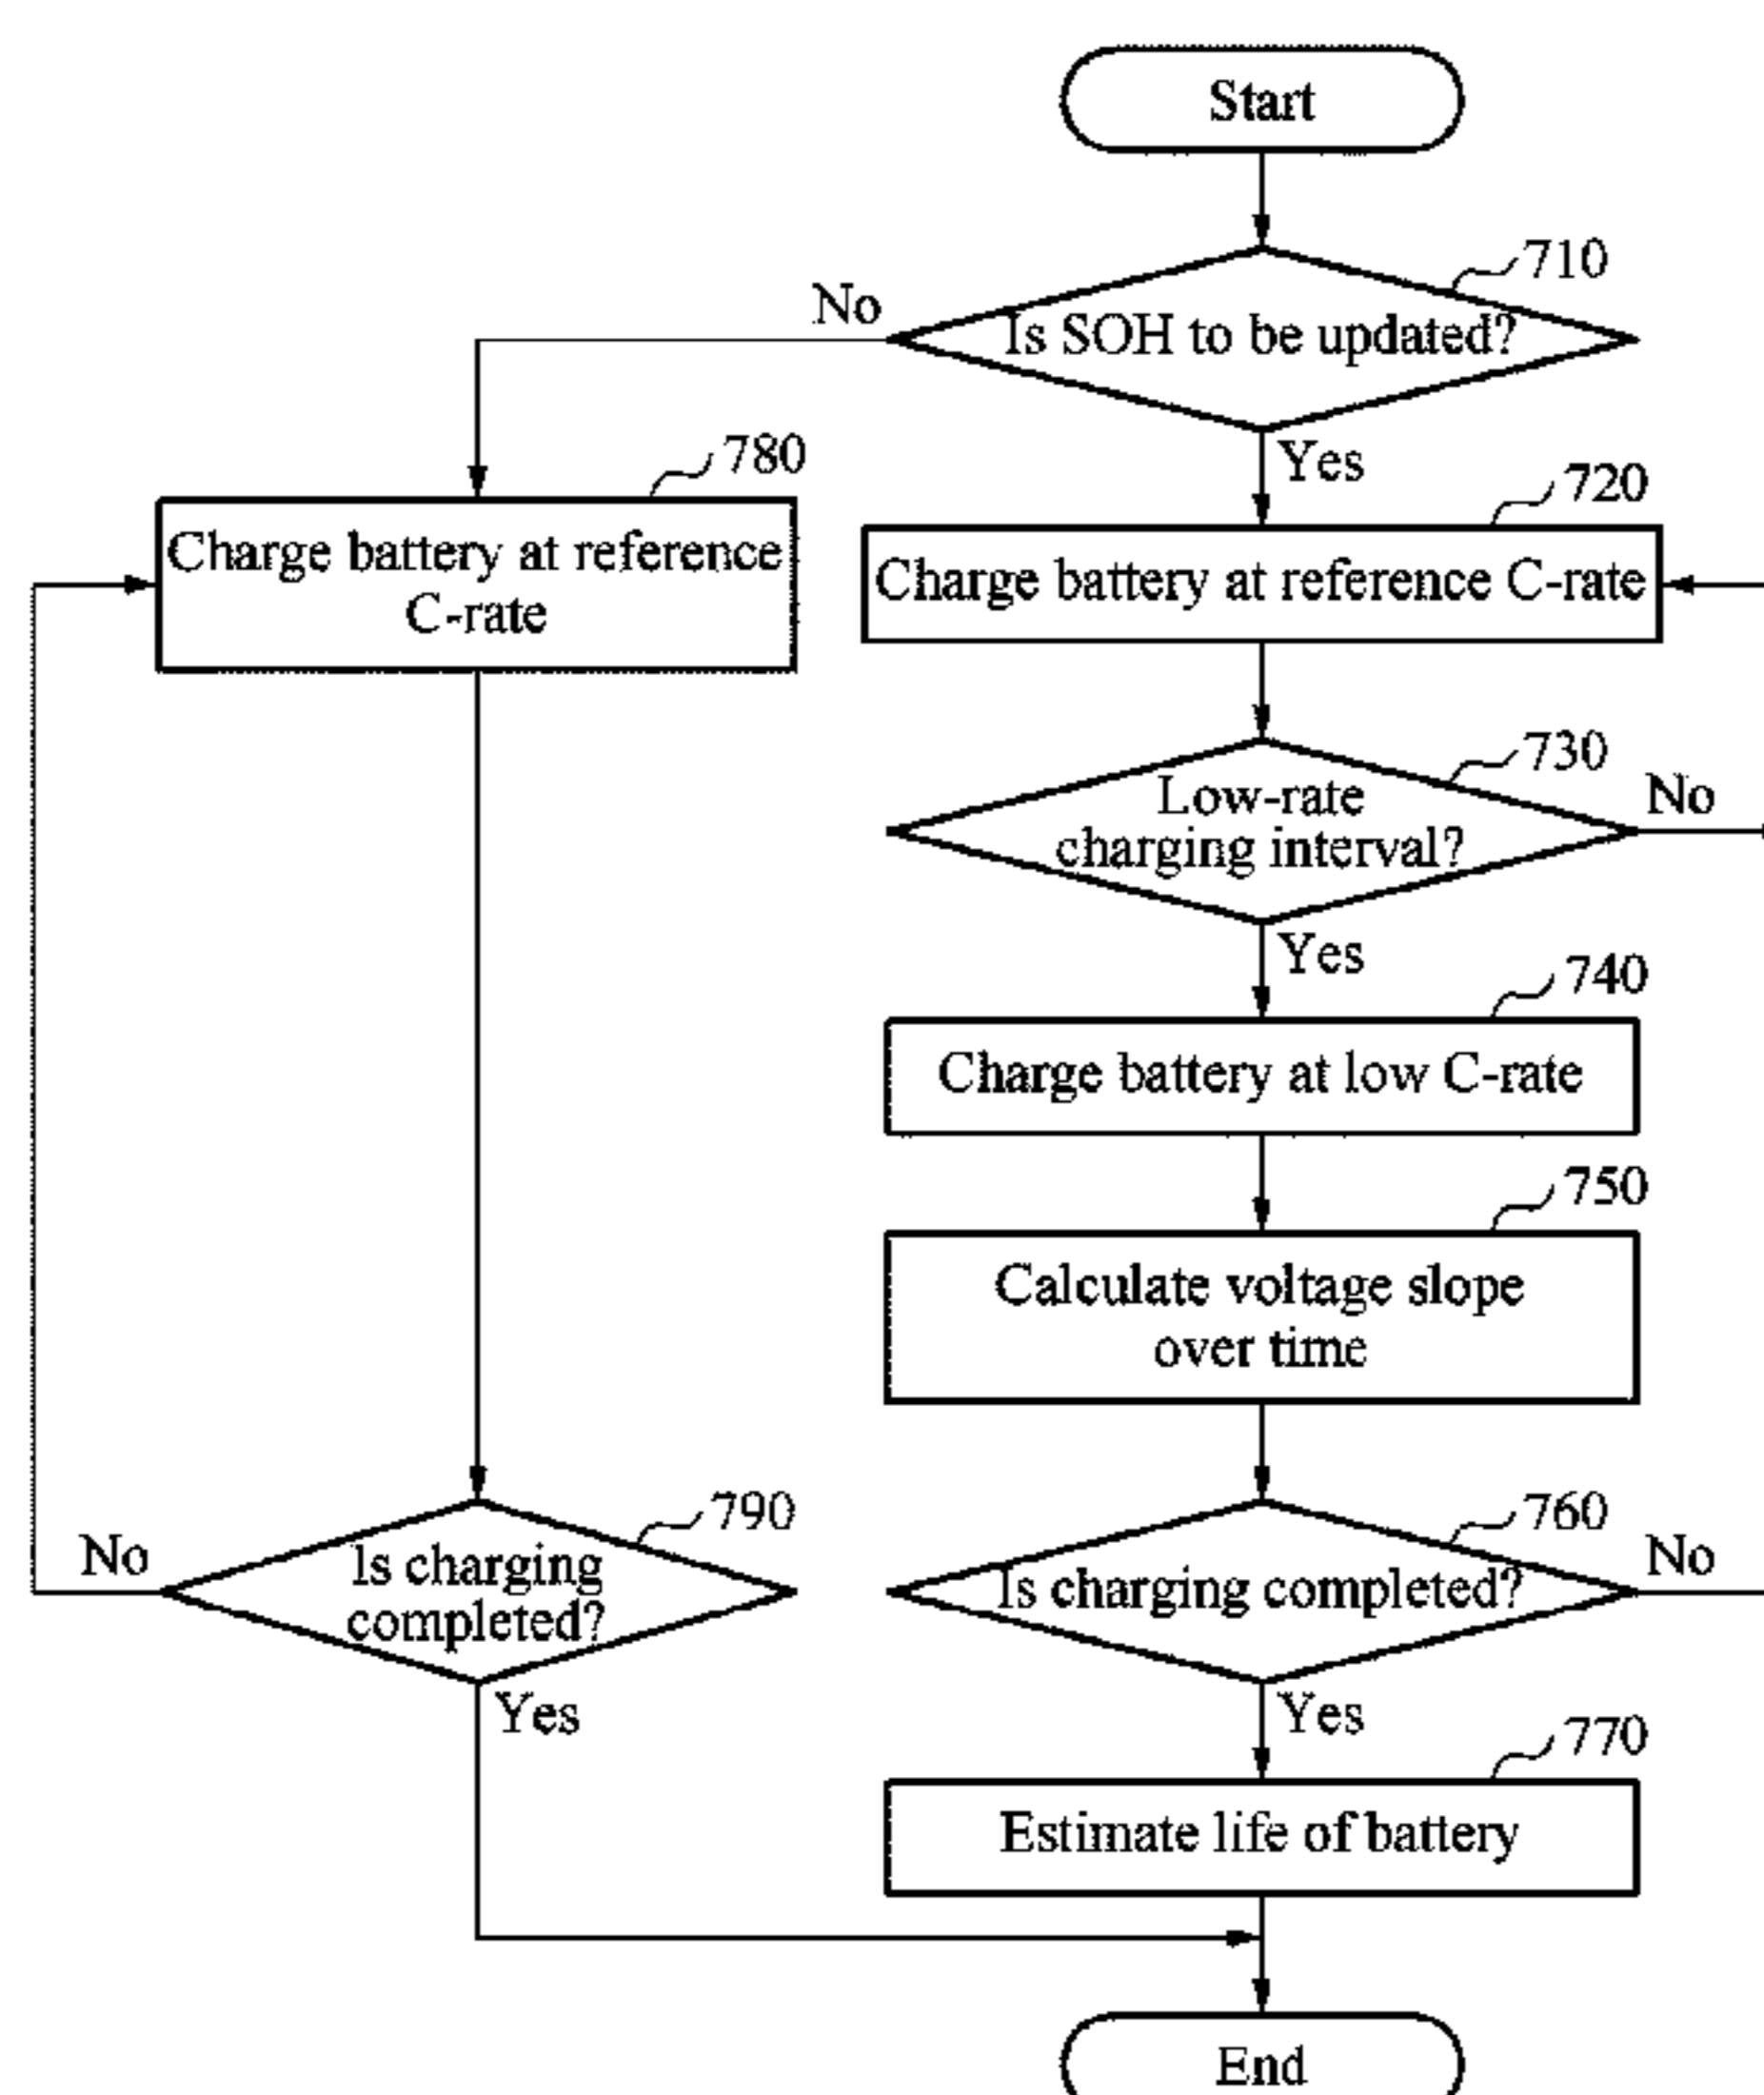 Start
710
No
Is SOH to be updated?
Yes
780
720
Charge battery at reference
C-rate
Charge battery at reference C-rate
730
Low-rate
charging interval?
No
Yes
740
Charge battery at low C-rate
750
Calculate voltage slope
over time
790
760
No
Is charging
completed?
Is charging completed?
No
Yes
Yes
770
Estimate life of battery
End